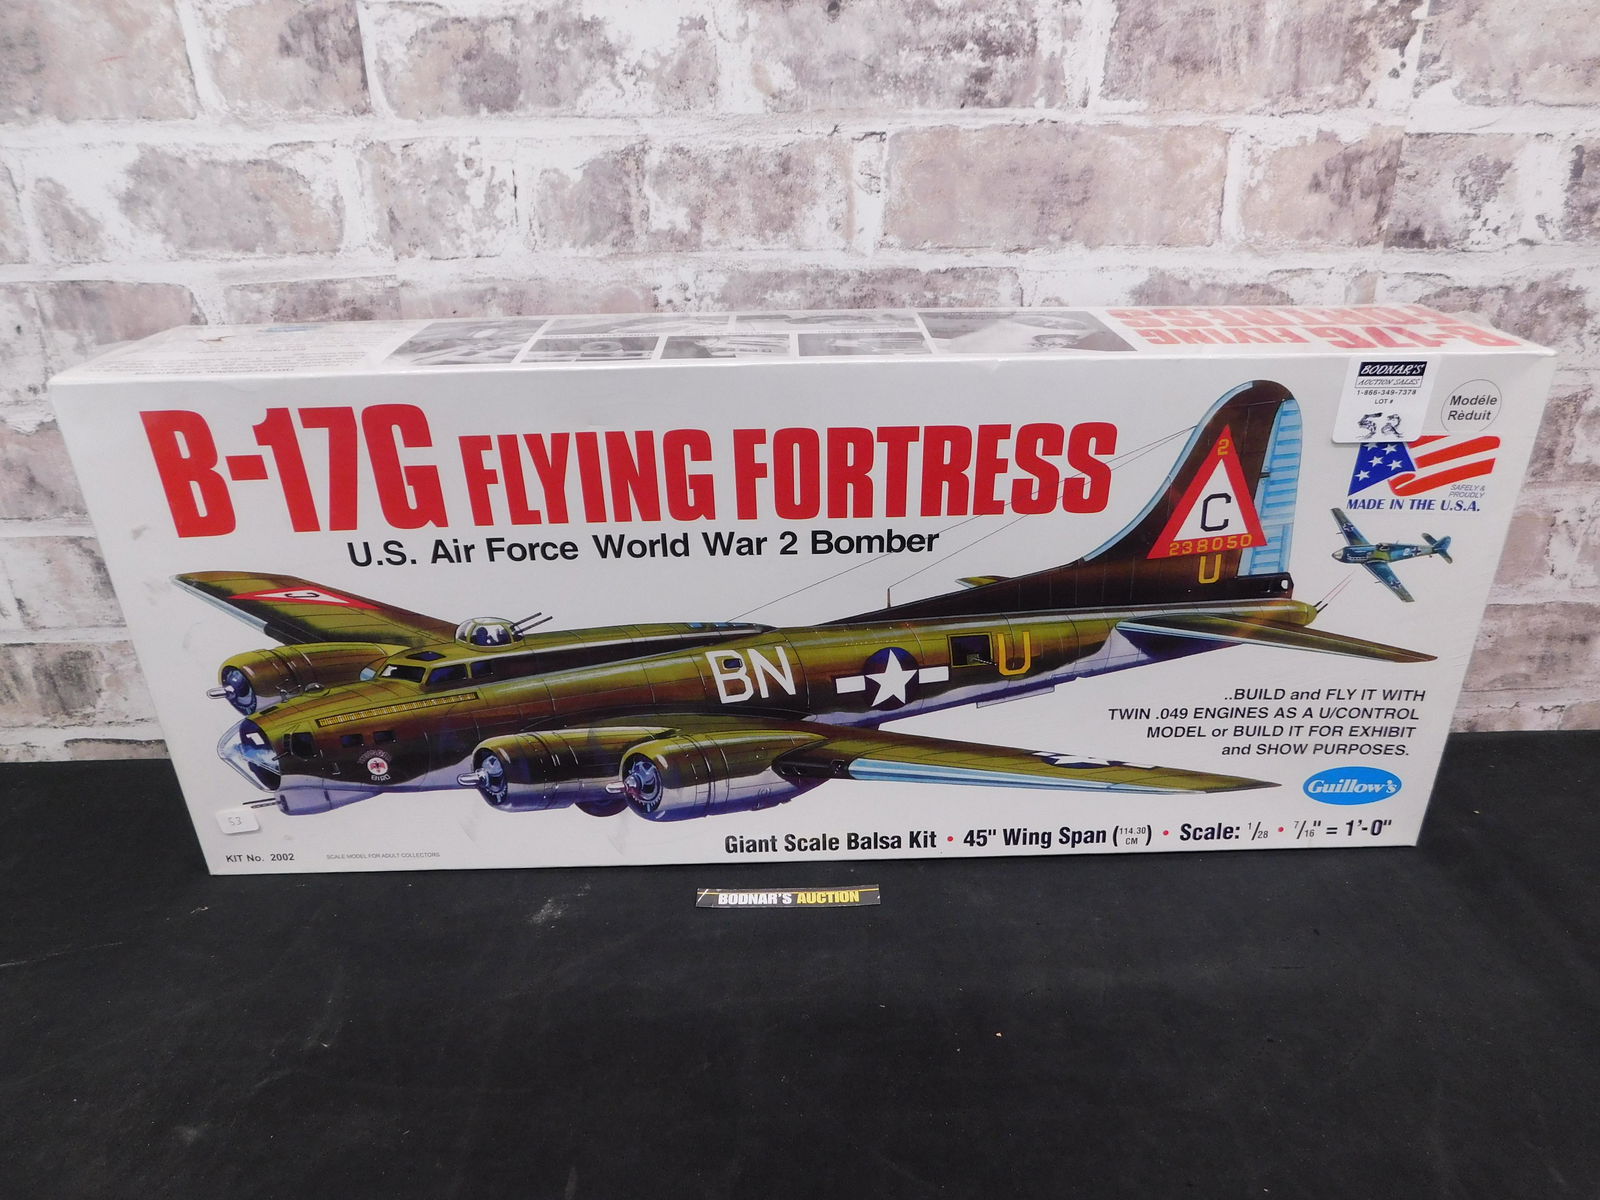 B-17G FLYING
FORTRESS
BODNAR'S
AUCTION SALES
1-866-349-7378
LOT #
52
Modéle
Rèduit
B-17G FLYING FORTRESS
U.S. Air Force World War 2 Bomber
SAFELY &
PROUDLY
MADE IN THE U.S.A.
2
C
238050
U
BN
U
BIRD
..BUILD and FLY IT WITH
TWIN .049 ENGINES AS A U/CONTROL
MODEL or BUILD IT FOR EXHIBIT
and SHOW PURPOSES.
Guillow's
53
Giant Scale Balsa Kit • 45" Wing Span (114.30 CM) • Scale: 1/28 • 7/16" = 1'-0"
KIT No. 2002
SCALE MODEL FOR ADULT COLLECTORS
BODNAR'S AUCTION